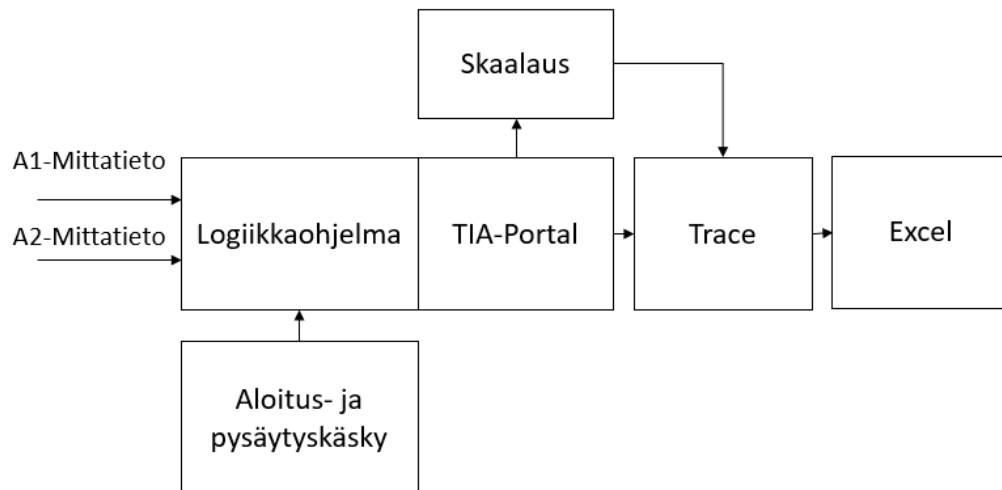 Skaalaus
A1-Mittatieto
A2-Mittatieto
Logiikkaohjelma
TIA-Portal
Trace
Excel
Aloitus- ja
pysäytyskäsky